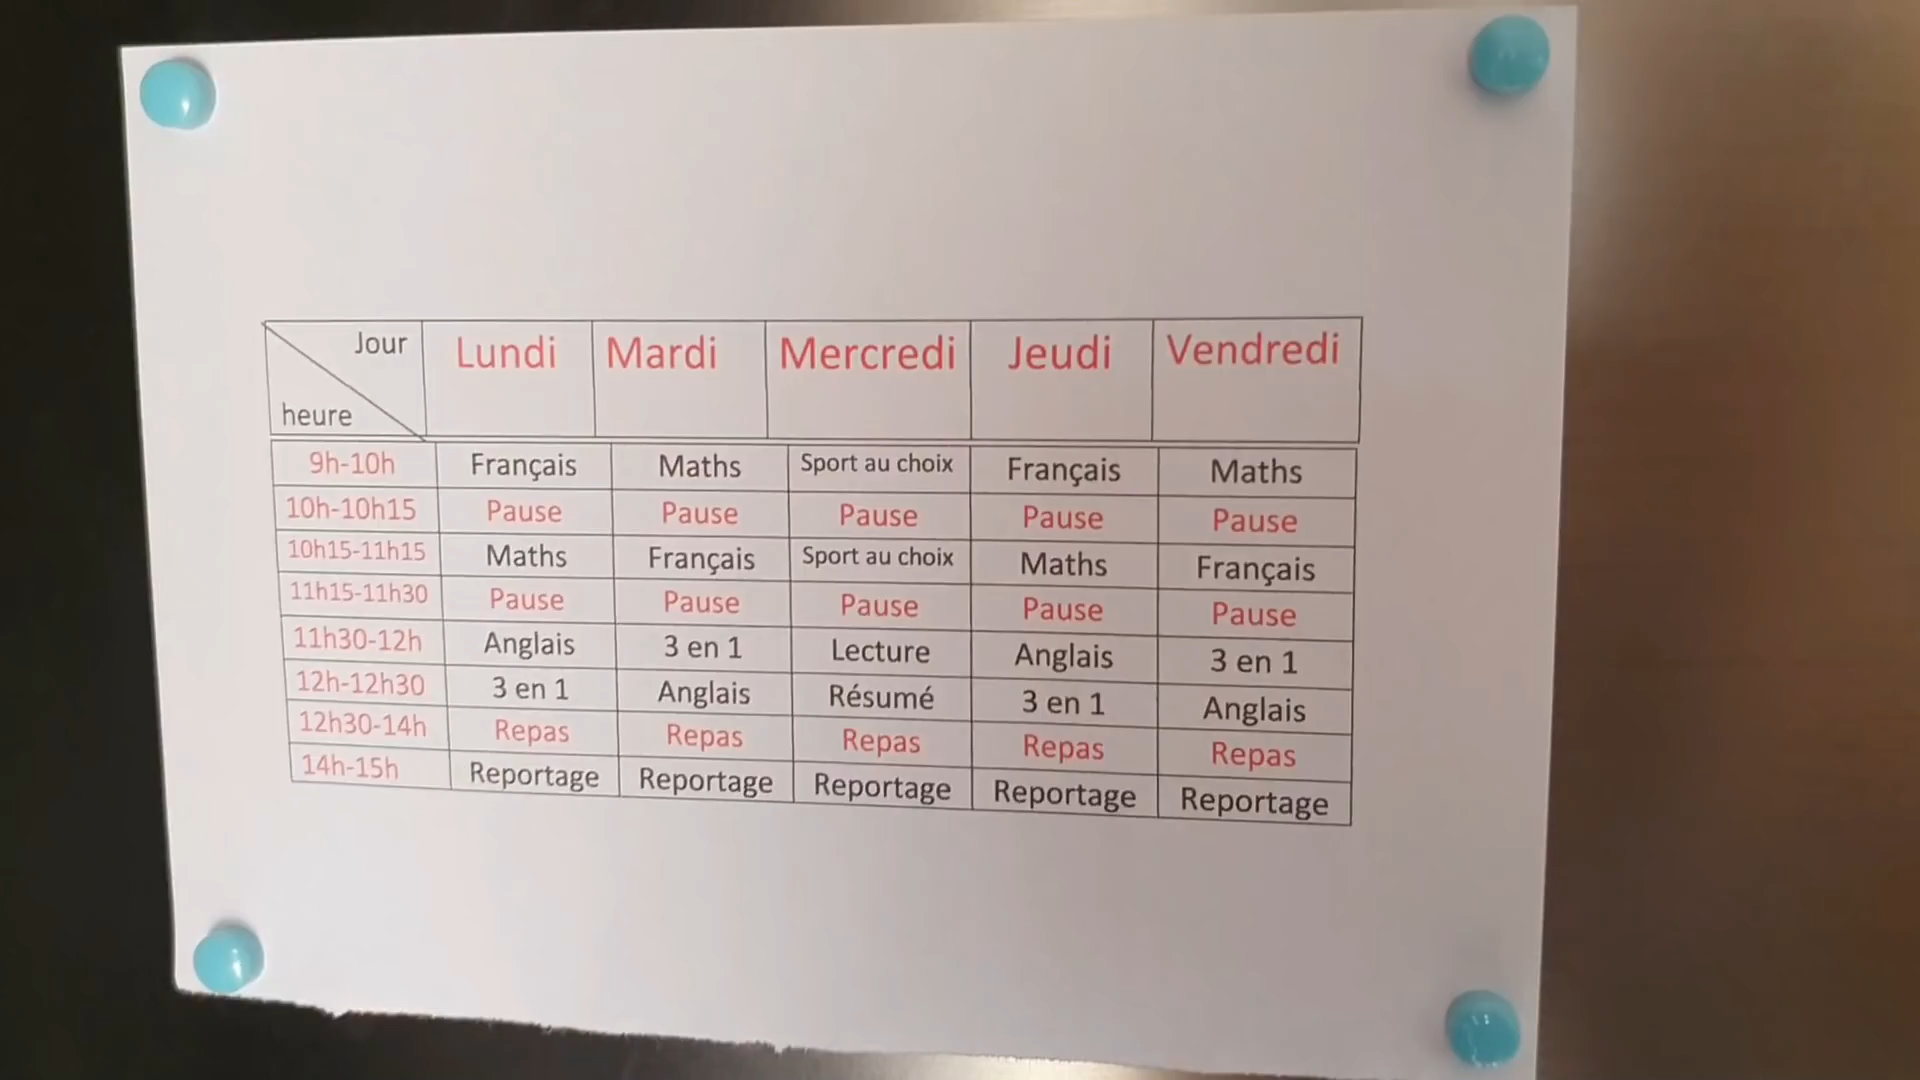 Jour Lundi Mardi Mercredi Jeudi Vendredi
heure
9h-10h Français Maths Sport au choix Français Maths
10h-10h15 Pause Pause Pause Pause Pause
10h15-11h15 Maths Français Sport au choix Maths Français
11h15-11h30 Pause Pause Pause Pause Pause
11h30-12h Anglais 3 en 1 Lecture Anglais 3 en 1
12h-12h30 3 en 1 Anglais Résumé 3 en 1 Anglais
12h30-14h Repas Repas Repas Repas Repas
14h-15h Reportage Reportage Reportage Reportage Reportage